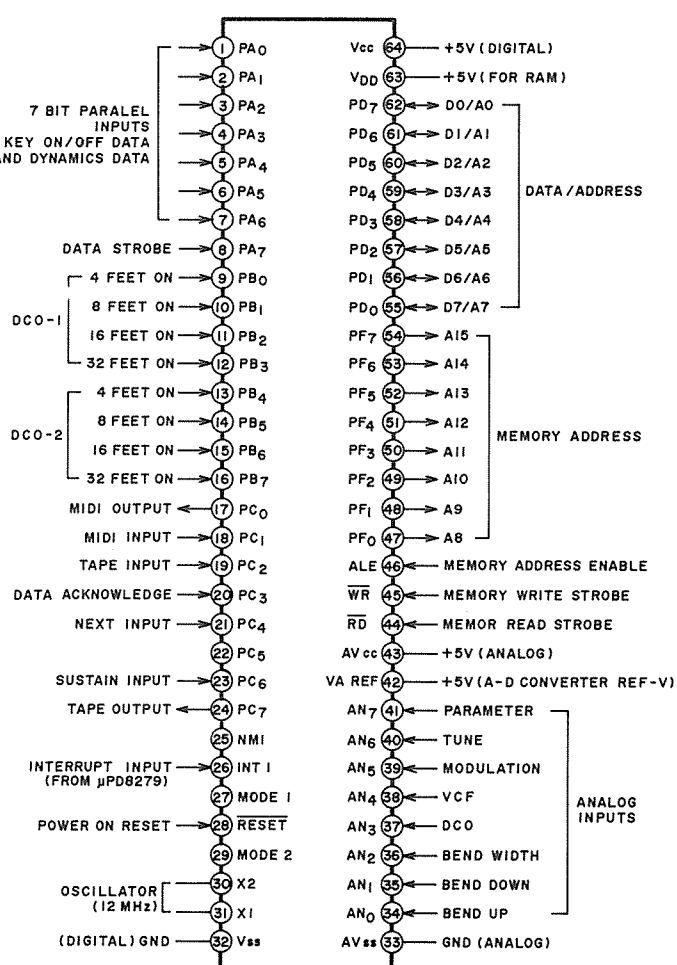 1 PA0
2 PA1
3 PA2
4 PA3
5 PA4
6 PA5
7 PA6
7 BIT PARALEL
INPUTS
KEY ON/OFF DATA
AND DYNAMICS DATA
DATA STROBE 8 PA7
DCO-1
4 FEET ON 9 PB0
8 FEET ON 10 PB1
16 FEET ON 11 PB2
32 FEET ON 12 PB3
DCO-2
4 FEET ON 13 PB4
8 FEET ON 14 PB5
16 FEET ON 15 PB6
32 FEET ON 16 PB7
MIDI OUTPUT 17 PC0
MIDI INPUT 18 PC1
TAPE INPUT 19 PC2
DATA ACKNOWLEDGE 20 PC3
NEXT INPUT 21 PC4
22 PC5
SUSTAIN INPUT 23 PC6
TAPE OUTPUT 24 PC7
25 NMI
INTERRUPT INPUT 26 INT 1
(FROM µPD8279)
27 MODE 1
POWER ON RESET 28 RESET
29 MODE 2
OSCILLATOR
(12 MHz)
30 X2
31 X1
(DIGITAL) GND 32 Vss
Vcc 64 +5V (DIGITAL)
VDD 63 +5V (FOR RAM)
PD7 62 D0/A0
PD6 61 D1/A1
PD5 60 D2/A2
PD4 59 D3/A3
PD3 58 D4/A4
PD2 57 D5/A5
PD1 56 D6/A6
PD0 55 D7/A7
DATA/ADDRESS
PF7 54 A15
PF6 53 A14
PF5 52 A13
PF4 51 A12
PF3 50 A11
PF2 49 A10
PF1 48 A9
PF0 47 A8
MEMORY ADDRESS
ALE 46 MEMORY ADDRESS ENABLE
WR 45 MEMORY WRITE STROBE
RD 44 MEMOR READ STROBE
AVcc 43 +5V (ANALOG)
VA REF 42 +5V (A-D CONVERTER REF-V)
AN7 41 PARAMETER
AN6 40 TUNE
AN5 39 MODULATION
AN4 38 VCF
AN3 37 DCO
AN2 36 BEND WIDTH
AN1 35 BEND DOWN
AN0 34 BEND UP
ANALOG
INPUTS
AVss 33 GND (ANALOG)